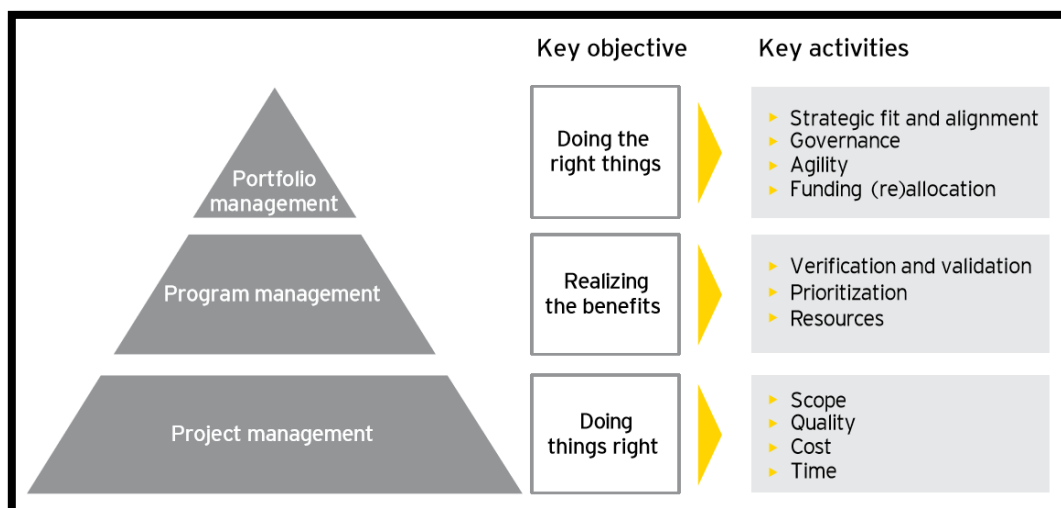 Key objective
Key activities
Portfolio
management
Doing the
right things
Strategic fit and alignment
Governance
Agility
Funding (re)allocation
Program management
Realizing
the benefits
Verification and validation
Prioritization
Resources
Project management
Doing
things right
Scope
Quality
Cost
Time